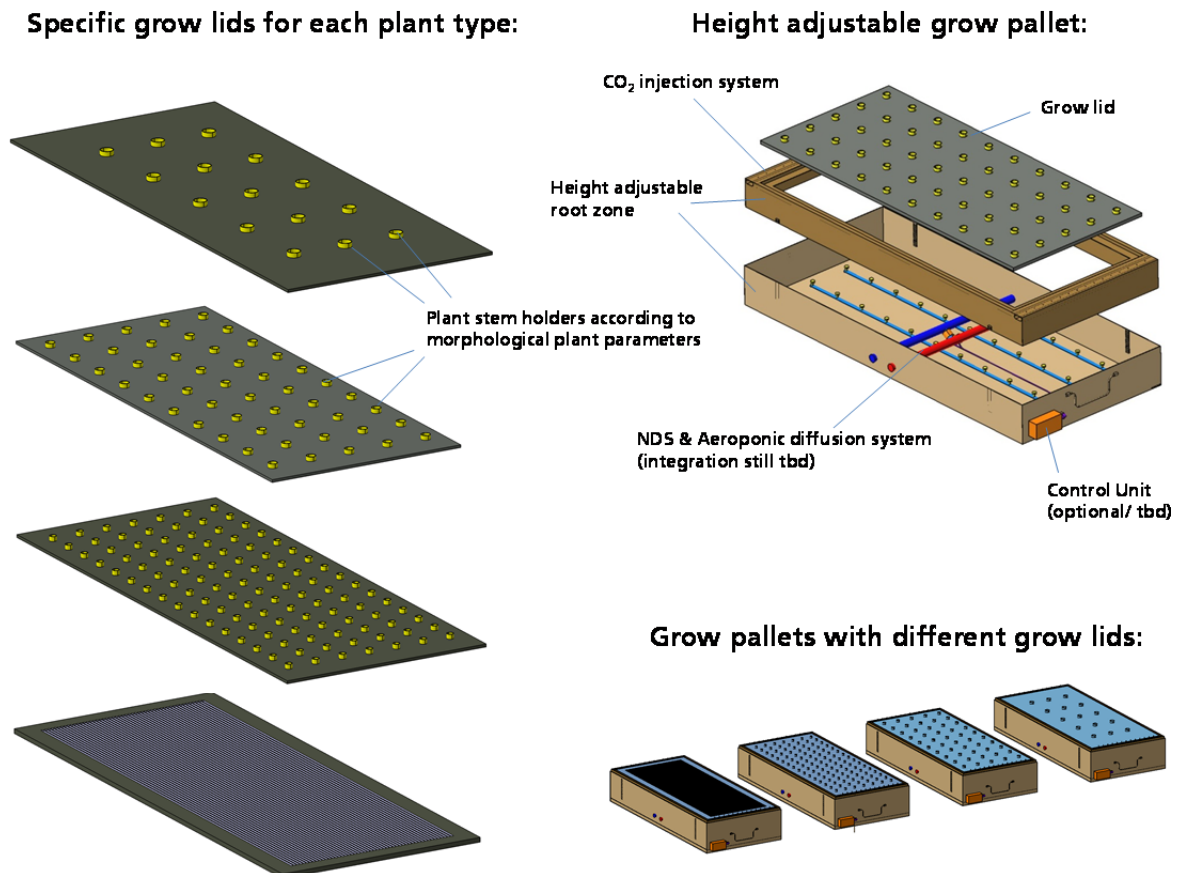 Specific grow lids for each plant type:
Plant stem holders according to
morphological plant parameters
Height adjustable grow pallet:
CO₂ injection system
Grow lid
Height adjustable
root zone
NDS & Aeroponic diffusion system
(integration still tbd)
Control Unit
(optional/ tbd)
Grow pallets with different grow lids: